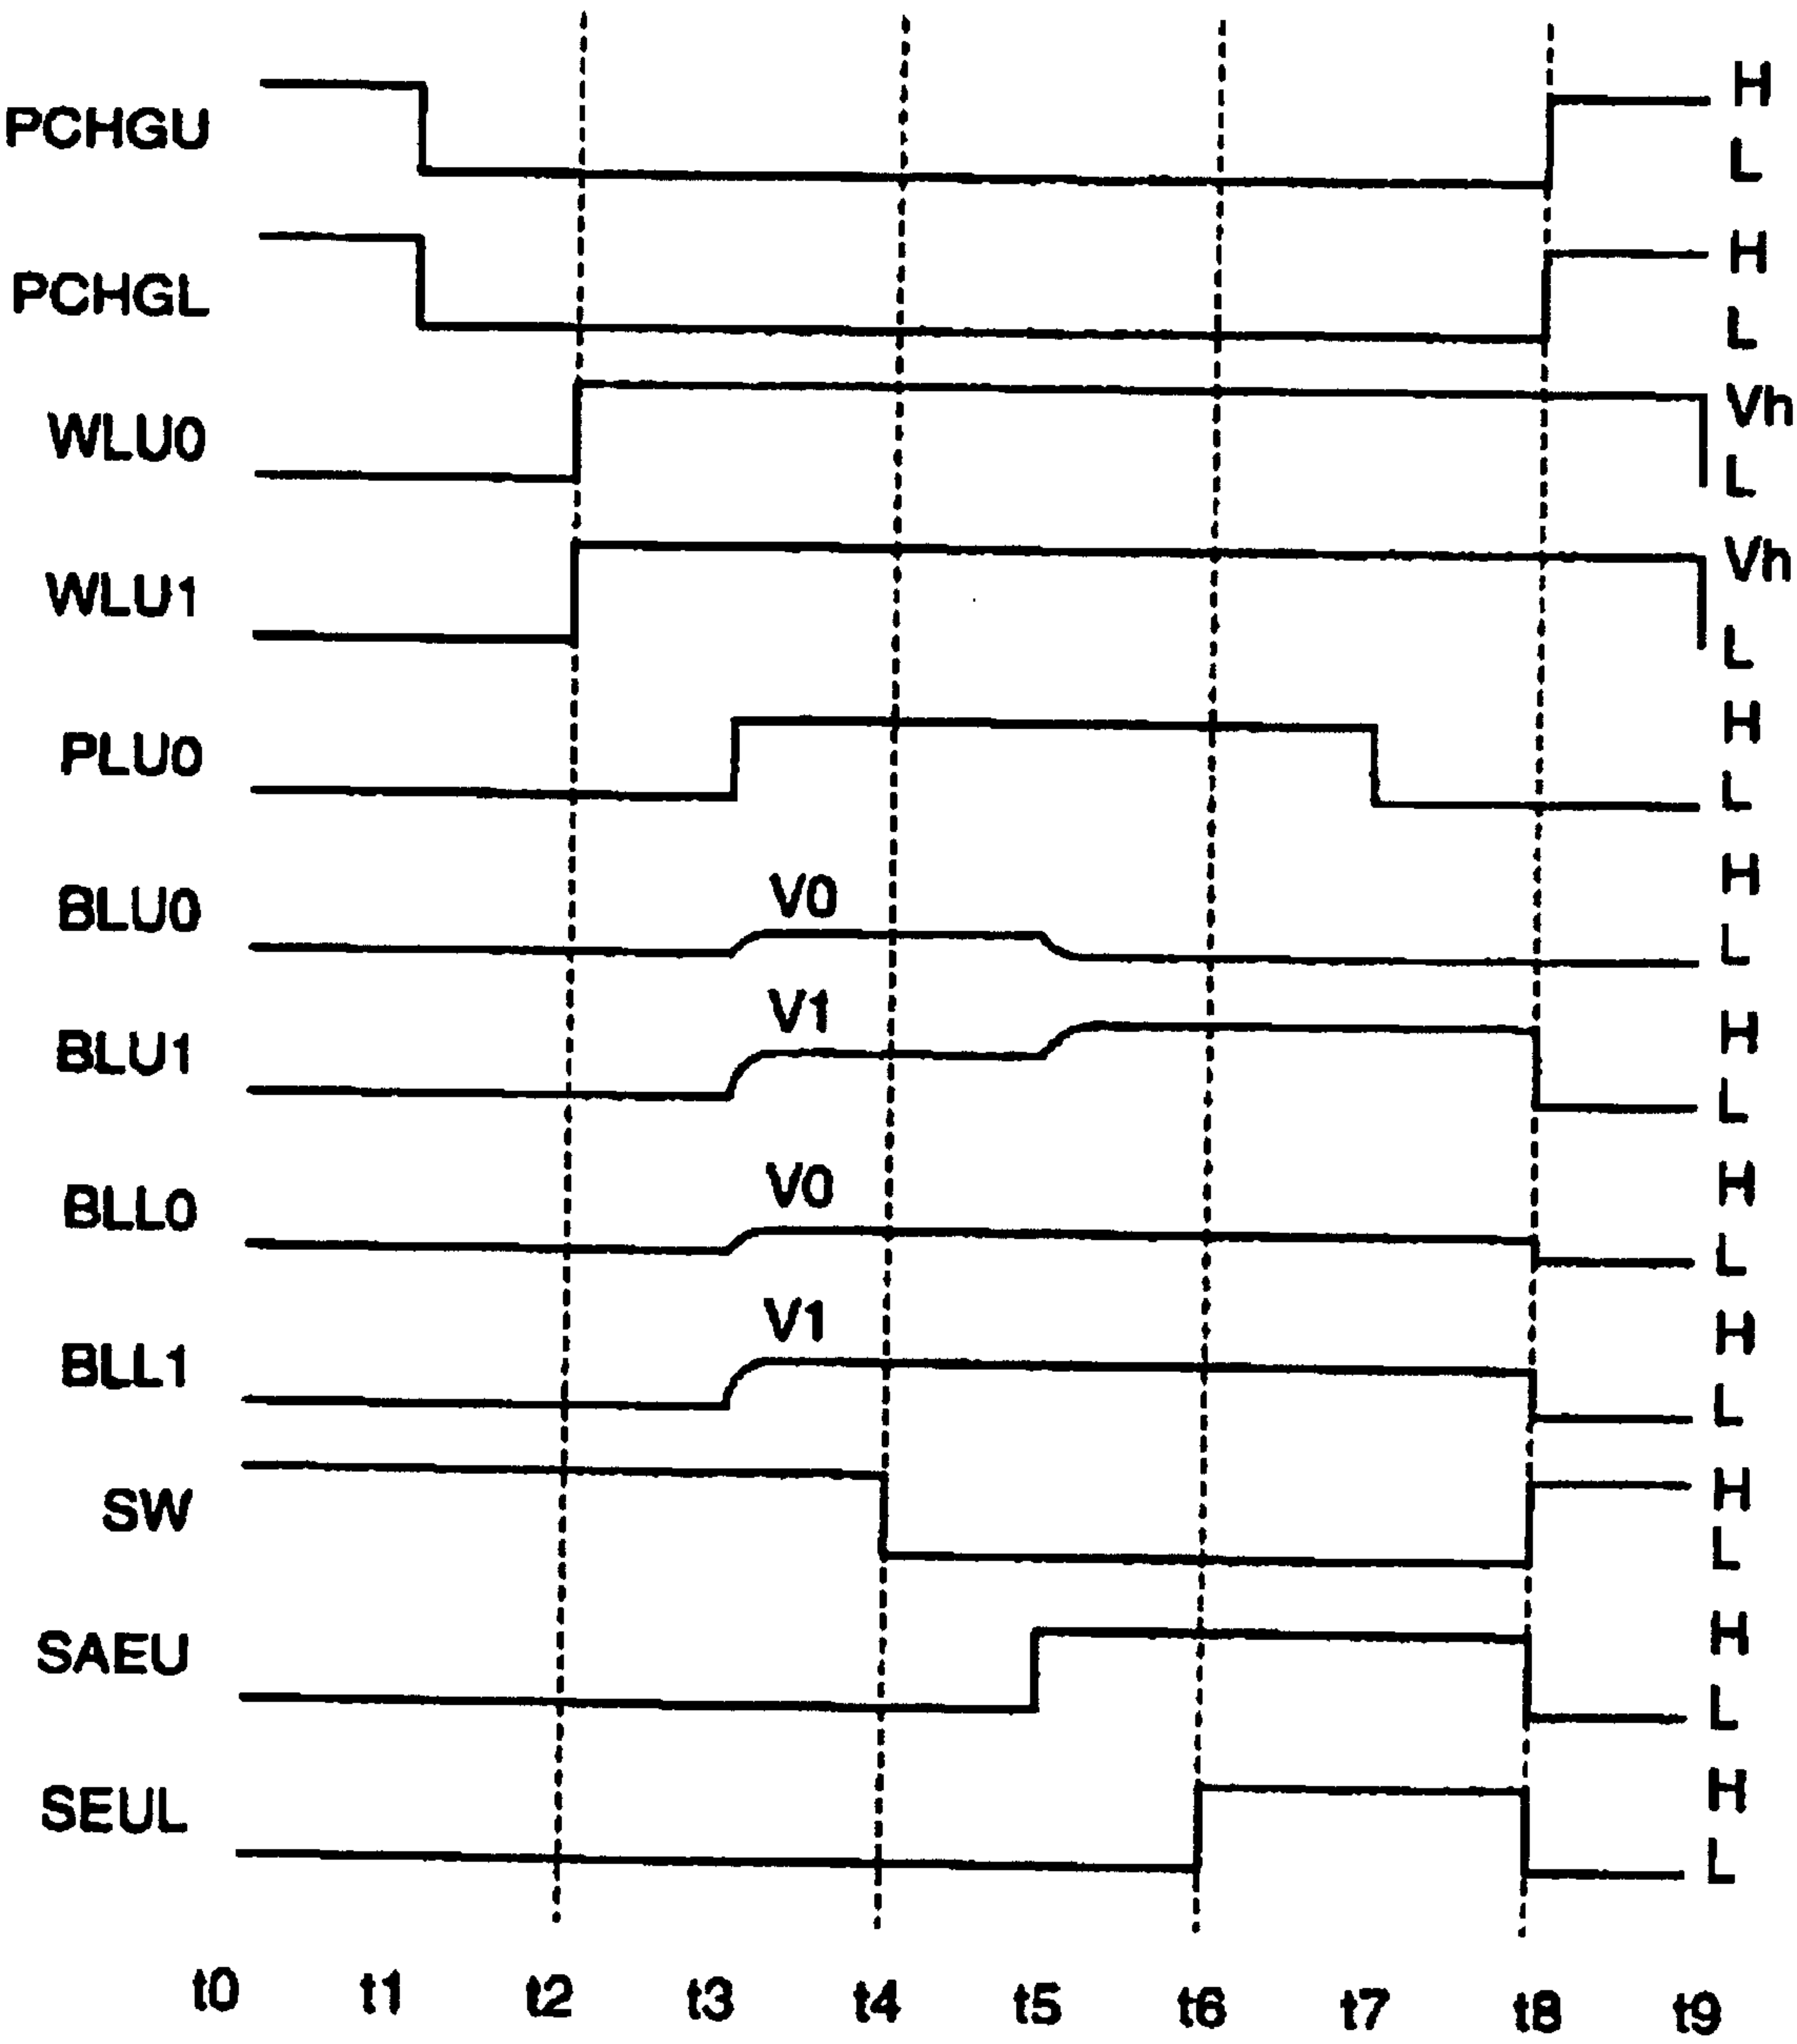 PCHGU H
L
PCHGL H
L
WLU0 Vh
L
WLU1 Vh
L
PLU0 H
L
BLU0 V0 H
L
BLU1 V1 H
L
BLL0 V0 H
L
BLL1 V1 H
L
SW H
L
SAEU H
L
SEUL H
L
t0 t1 t2 t3 t4 t5 t6 t7 t8 t9